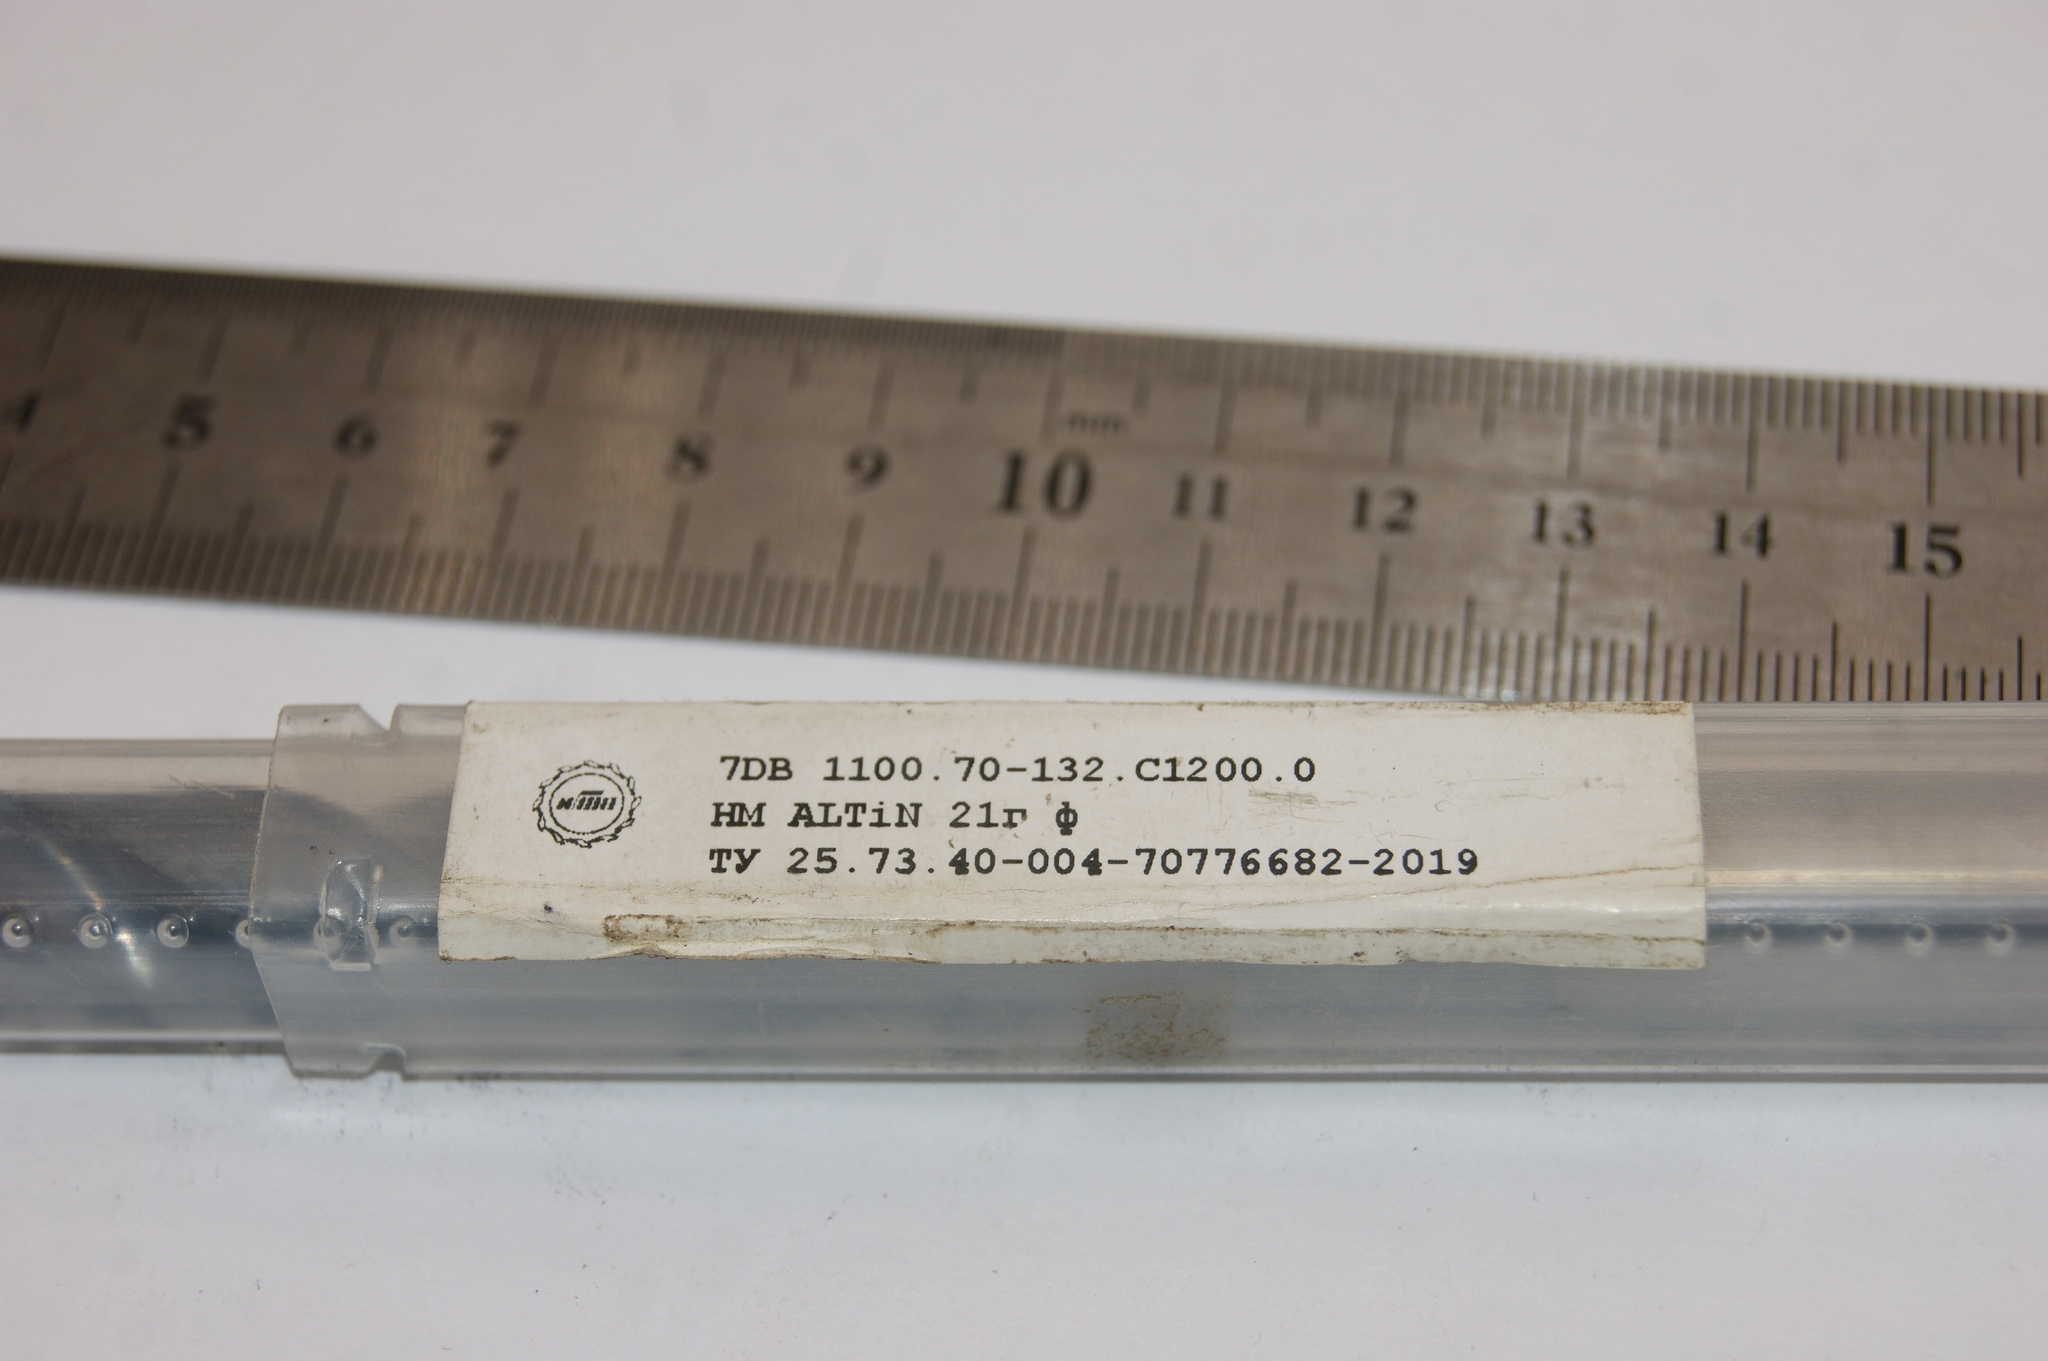 mm
4 5 6 7 8 9 10 11 12 13 14 15
7DB 1100.70-132.C1200.0
HM ALTiN 21г ф
ТУ 25.73.40-004-70776682-2019